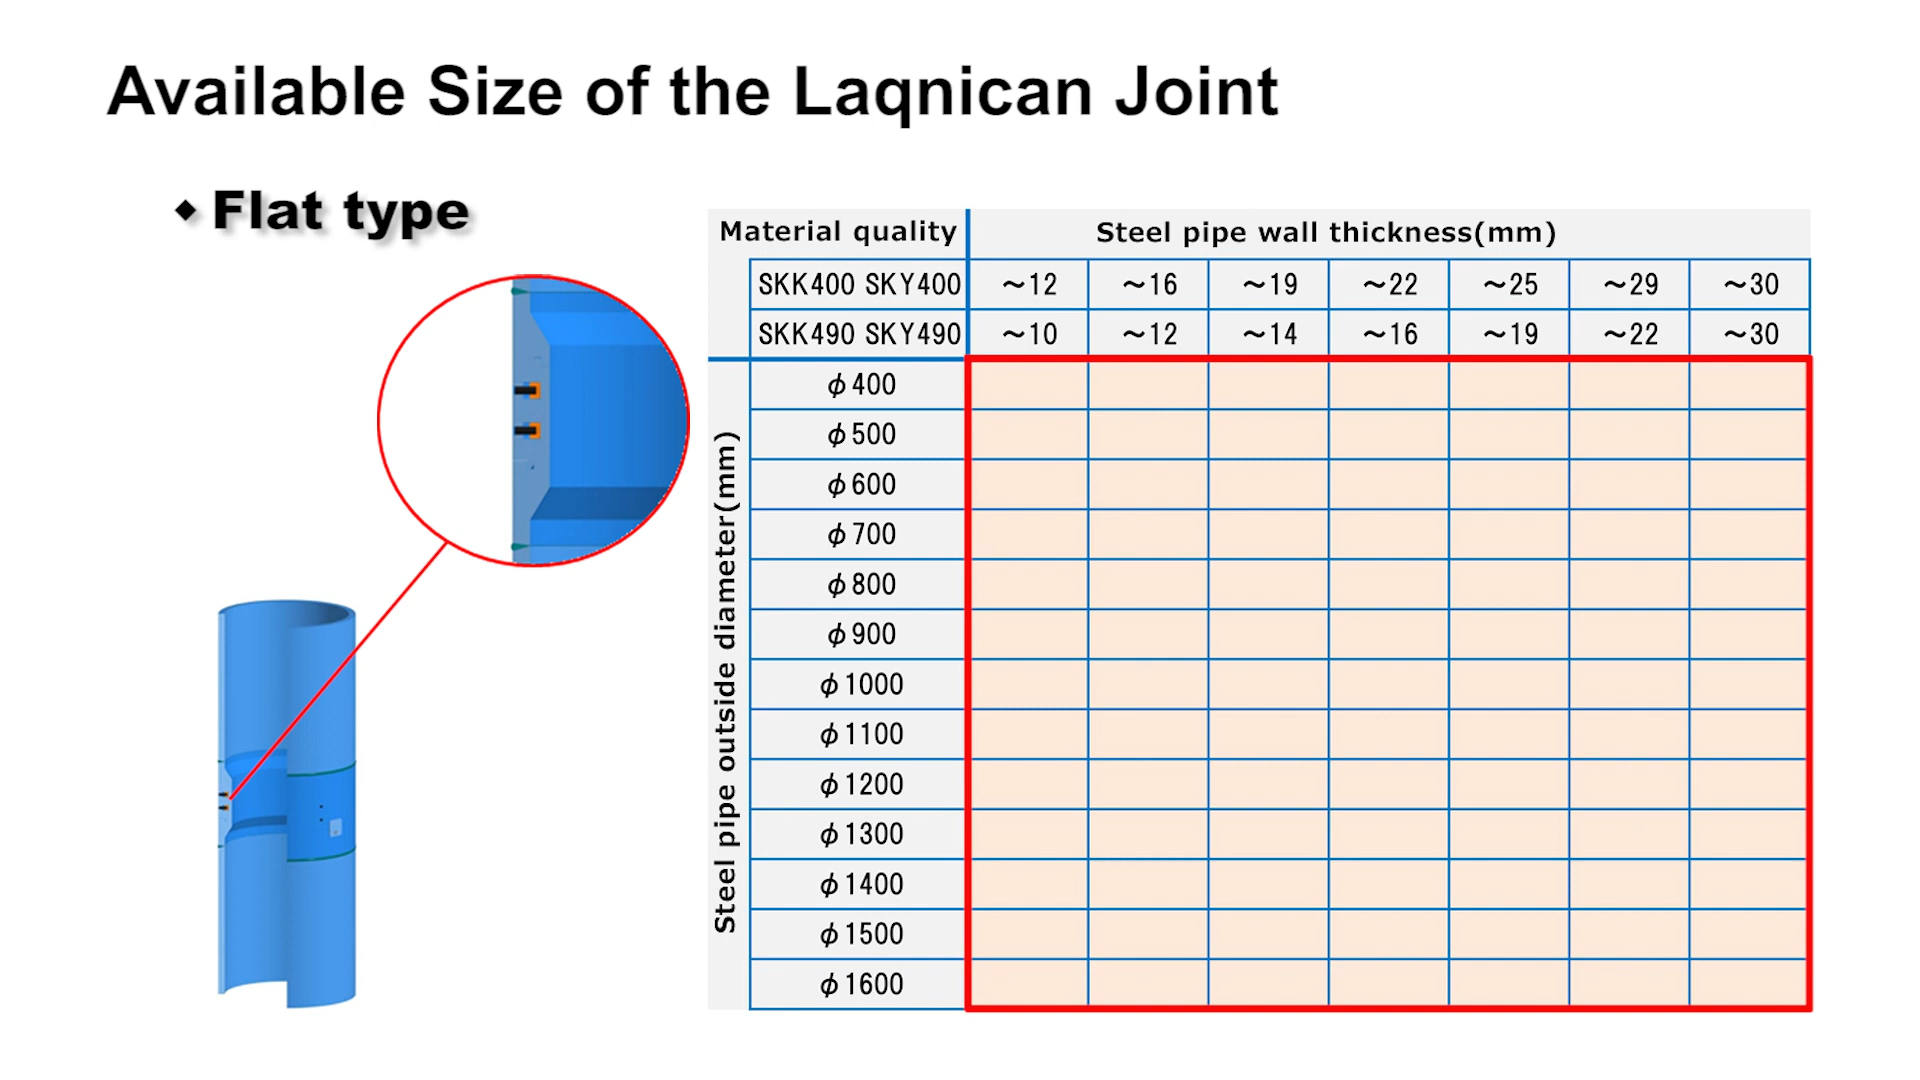 Available Size of the Laqnican Joint
◆ Flat type
Material quality Steel pipe wall thickness(mm)
SKK400 SKY400 ～12 ～16 ～19 ～22 ～25 ～29 ～30
SKK490 SKY490 ～10 ～12 ～14 ～16 ～19 ～22 ～30
Steel pipe outside diameter(mm)
φ400
φ500
φ600
φ700
φ800
φ900
φ1000
φ1100
φ1200
φ1300
φ1400
φ1500
φ1600